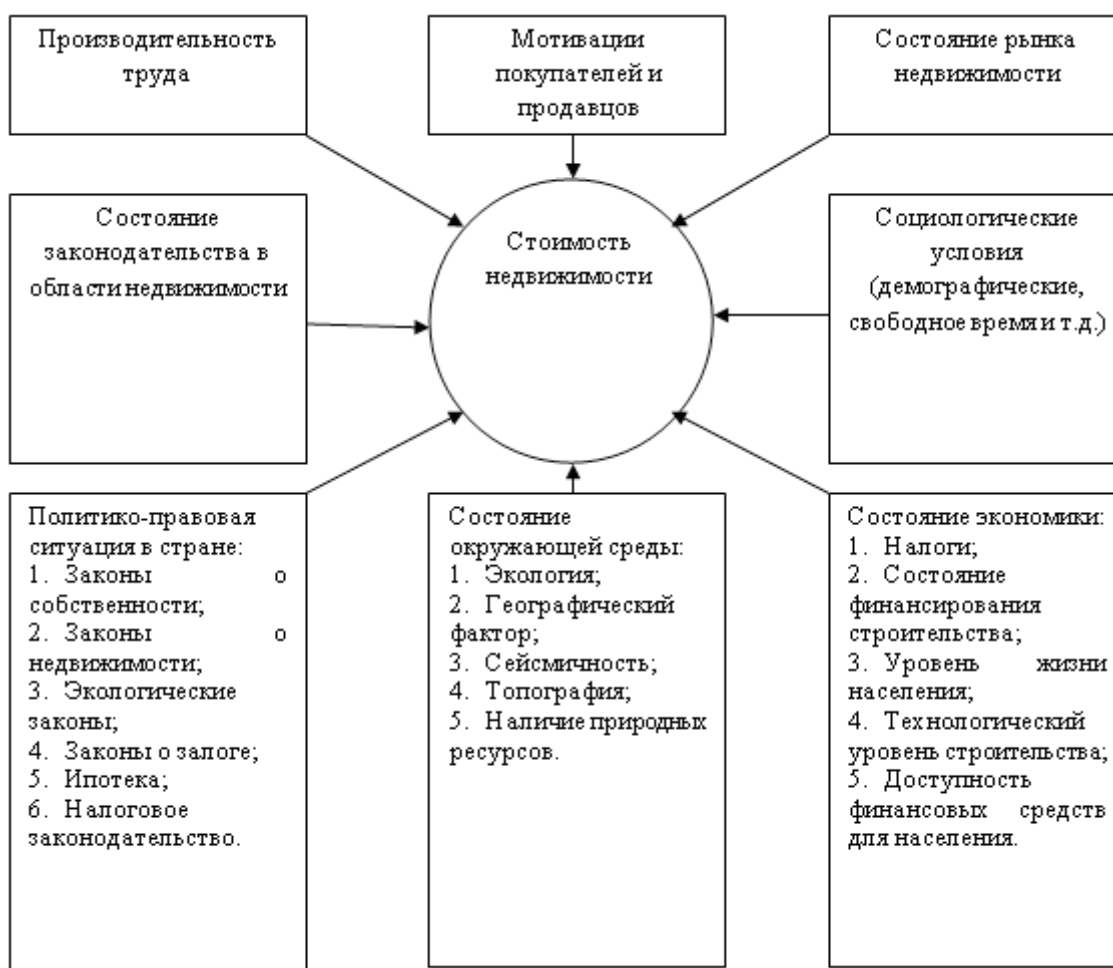 Производительность
труда
Мотивации
покупателей и
продавцов
Состояние рынка
недвижимости
Состояние
законодательства в
области недвижимости
Стоимость
недвижимости
Социологические
условия
(демографические,
свободное время и т.д.)
Политико-правовая
ситуация в стране:
1. Законы о
собственности;
2. Законы о
недвижимости;
3. Экологические
законы;
4. Законы о залоге;
5. Ипотека;
6. Налоговое
законодательство.
Состояние
окружающей среды:
1. Экология;
2. Географический
фактор;
3. Сейсмичность;
4. Топография;
5. Наличие природных
ресурсов.
Состояние экономики:
1. Налоги;
2. Состояние
финансирования
строительства;
3. Уровень жизни
населения;
4. Технологический
уровень строительства;
5. Доступность
финансовых средств
для населения.